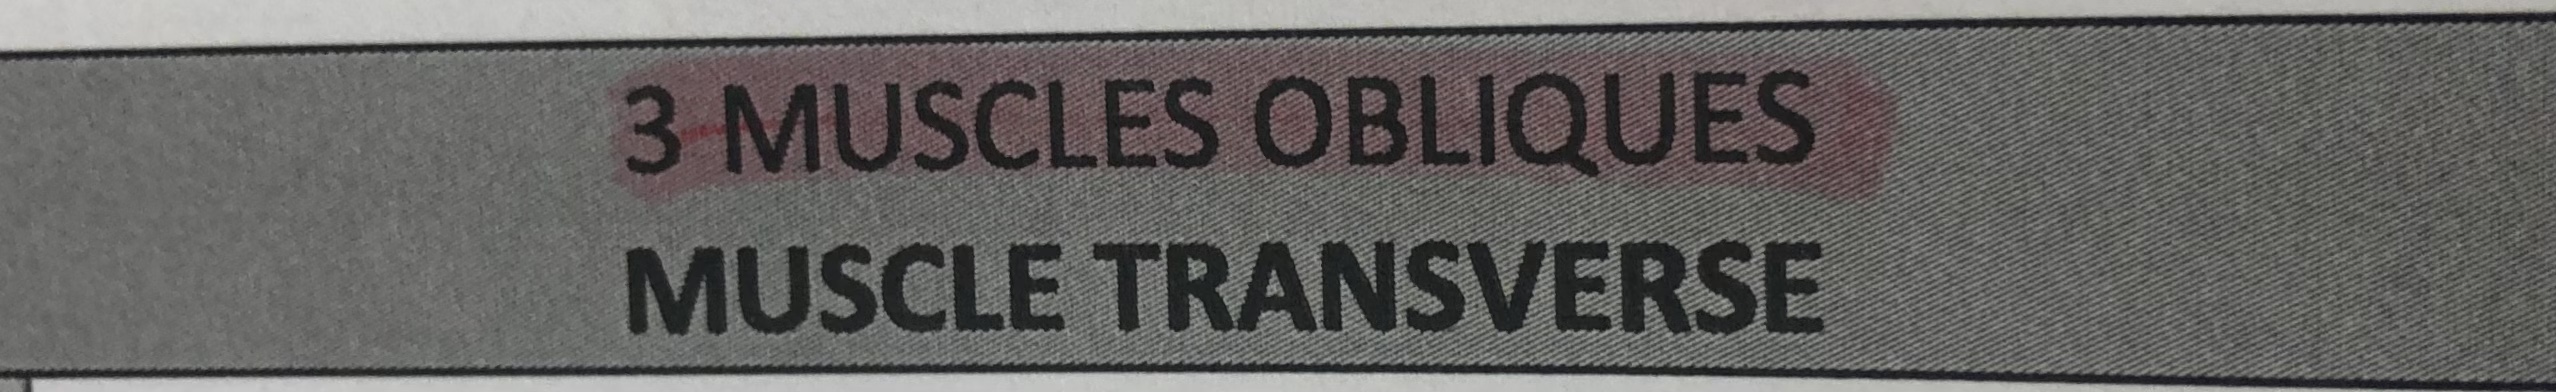 3 MUSCLES OBLIQUES
MUSCLE TRANSVERSE